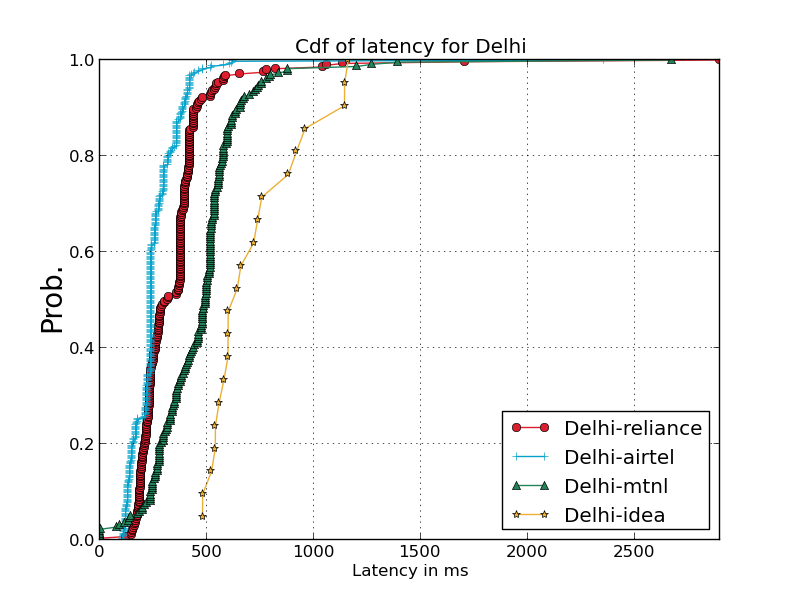 Cdf of latency for Delhi
Prob.
1.0
0.8
0.6
0.4
0.2
0.0
0 500 1000 1500 2000 2500
Latency in ms
Delhi-reliance
Delhi-airtel
Delhi-mtnl
Delhi-idea